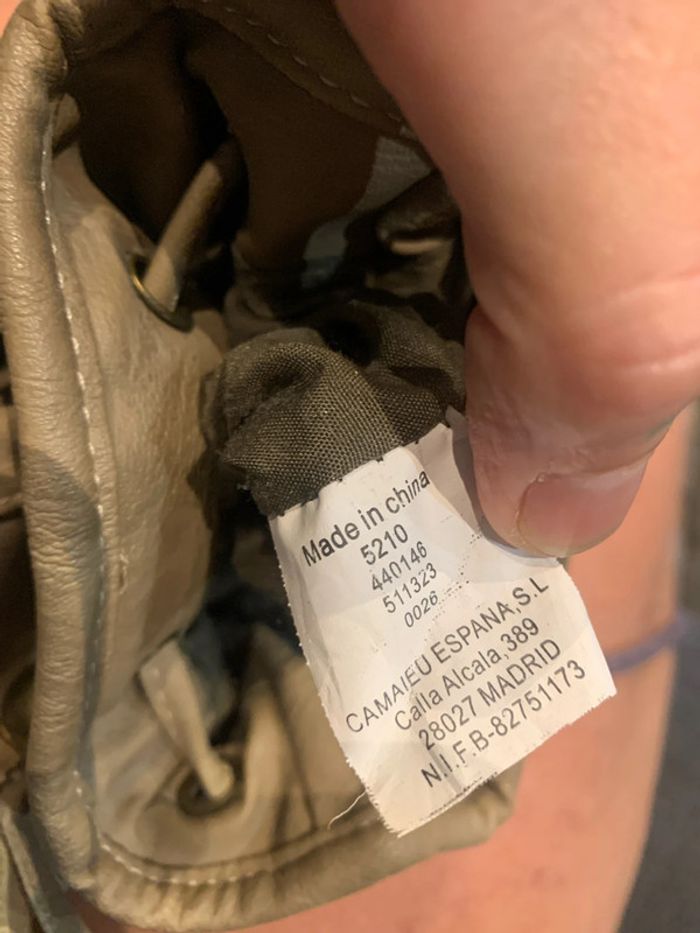 Made in china
5210
440146
511323
0026
CAMAIEU ESPANA,S.L
Calla Alcala,389
28027 MADRID
N.I.F.B-82751173